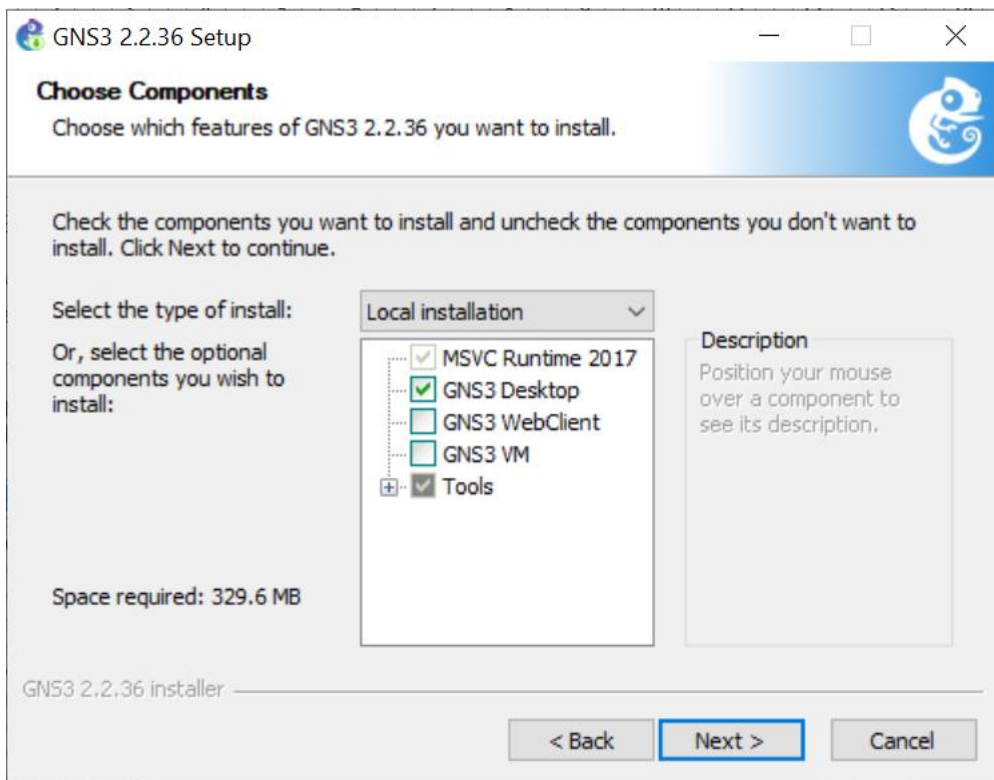 GNS3 2.2.36 Setup
Choose Components
Choose which features of GNS3 2.2.36 you want to install.
Check the components you want to install and uncheck the components you don't want to
install. Click Next to continue.
Select the type of install:
Local installation
Or, select the optional
components you wish to
install:
MSVC Runtime 2017
GNS3 Desktop
GNS3 WebClient
GNS3 VM
Tools
Description
Position your mouse
over a component to
see its description.
Space required: 329.6 MB
GNS3 2.2.36 installer
< Back
Next >
Cancel